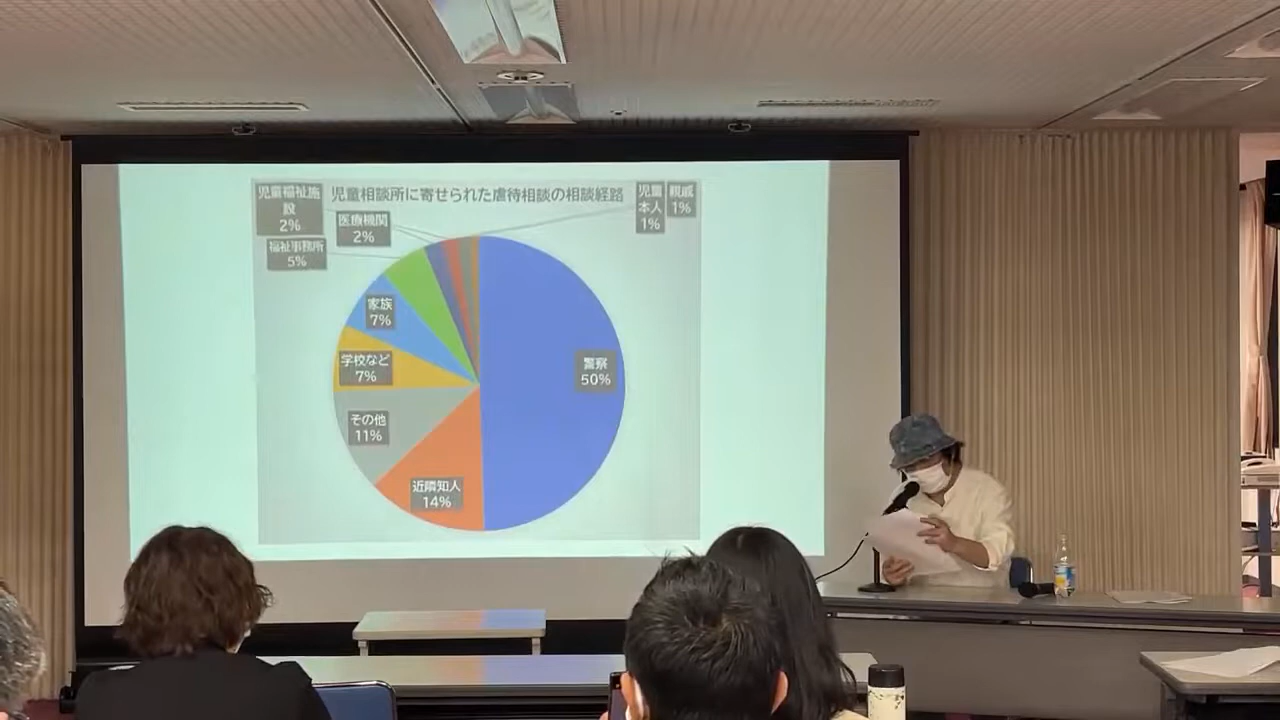 児童相談所に寄せられた虐待相談の相談経路
児童福祉施
設
2%
医療機関
2%
福祉事務所
5%
家族
7%
学校など
7%
その他
11%
近隣知人
14%
警察
50%
児童
本人
1%
親戚
1%